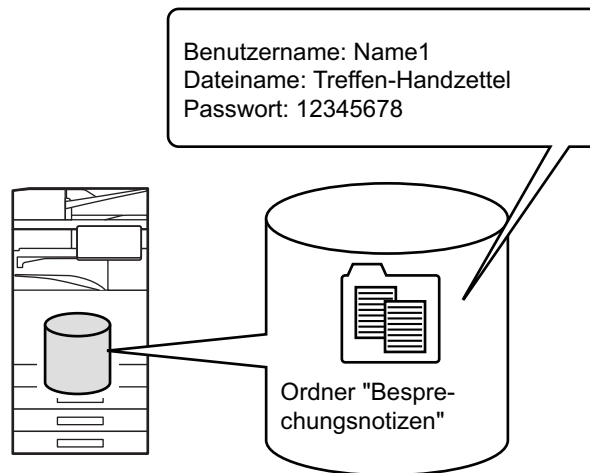 Benutzername: Name1
Dateiname: Treffen-Handzettel
Passwort: 12345678
Ordner "Bespre-
chungsnotizen"